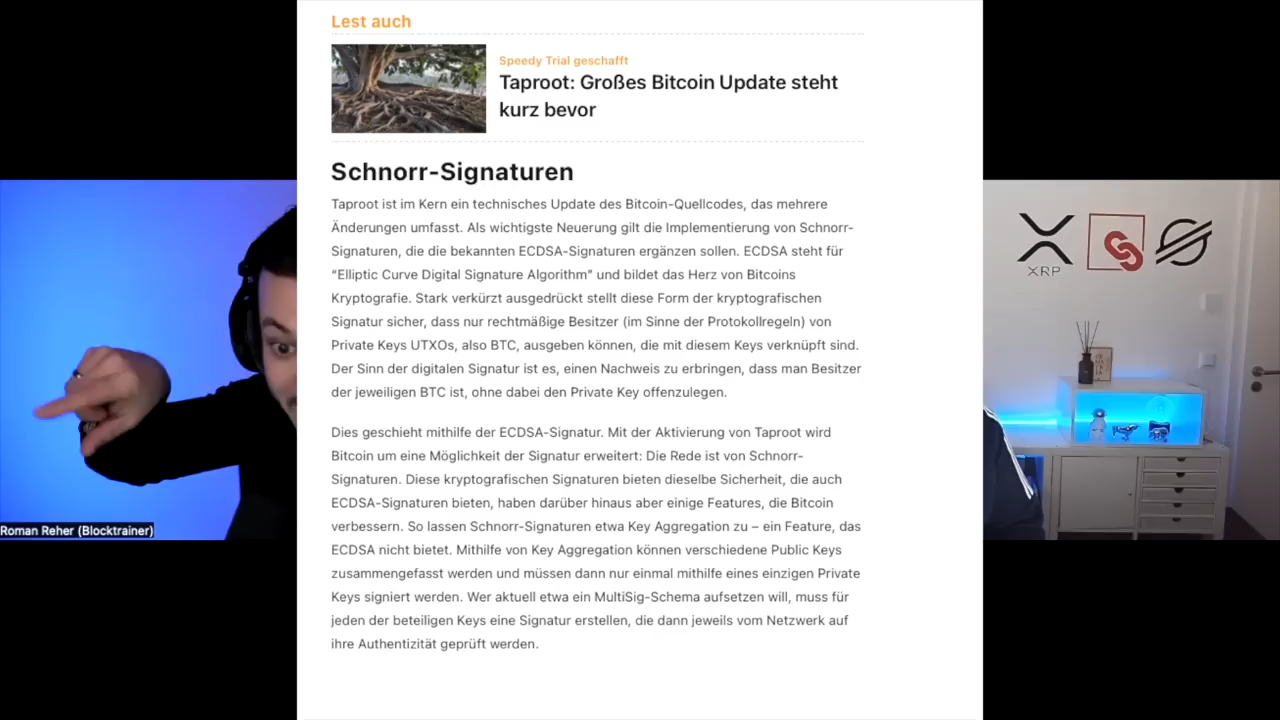 Lest auch
Speedy Trial geschafft
Taproot: Großes Bitcoin Update steht
kurz bevor
Schnorr-Signaturen
Taproot ist im Kern ein technisches Update des Bitcoin-Quellcodes, das mehrere
Änderungen umfasst. Als wichtigste Neuerung gilt die Implementierung von Schnorr-
Signaturen, die die bekannten ECDSA-Signaturen ergänzen sollen. ECDSA steht für
“Elliptic Curve Digital Signature Algorithm” und bildet das Herz von Bitcoins
Kryptografie. Stark verkürzt ausgedrückt stellt diese Form der kryptografischen
Signatur sicher, dass nur rechtmäßige Besitzer (im Sinne der Protokollregeln) von
Private Keys UTXOs, also BTC, ausgeben können, die mit diesem Keys verknüpft sind.
Der Sinn der digitalen Signatur ist es, einen Nachweis zu erbringen, dass man Besitzer
der jeweiligen BTC ist, ohne dabei den Private Key offenzulegen.
Dies geschieht mithilfe der ECDSA-Signatur. Mit der Aktivierung von Taproot wird
Bitcoin um eine Möglichkeit der Signatur erweitert: Die Rede ist von Schnorr-
Signaturen. Diese kryptografischen Signaturen bieten dieselbe Sicherheit, die auch
ECDSA-Signaturen bieten, haben darüber hinaus aber einige Features, die Bitcoin
verbessern. So lassen Schnorr-Signaturen etwa Key Aggregation zu – ein Feature, das
ECDSA nicht bietet. Mithilfe von Key Aggregation können verschiedene Public Keys
zusammengefasst werden und müssen dann nur einmal mithilfe eines einzigen Private
Keys signiert werden. Wer aktuell etwa ein MultiSig-Schema aufsetzen will, muss für
jeden der beteiligen Keys eine Signatur erstellen, die dann jeweils vom Netzwerk auf
ihre Authentizität geprüft werden.
Roman Reher (Blocktrainer)
XRP